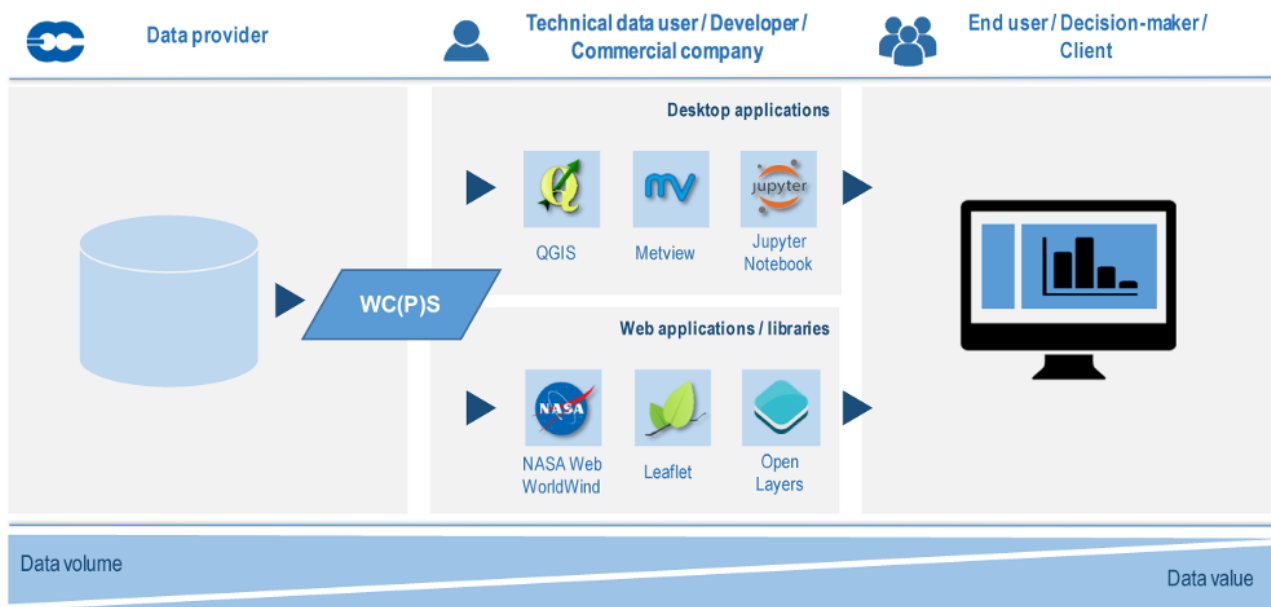 Data provider
Technical data user / Developer /
Commercial company
End user / Decision-maker /
Client
Desktop applications
jupyter
QGIS
Metview
Jupyter
Notebook
WC(P)S
Web applications / libraries
NASA
NASA Web
WorldWind
Leaflet
Open
Layers
Data volume
Data value